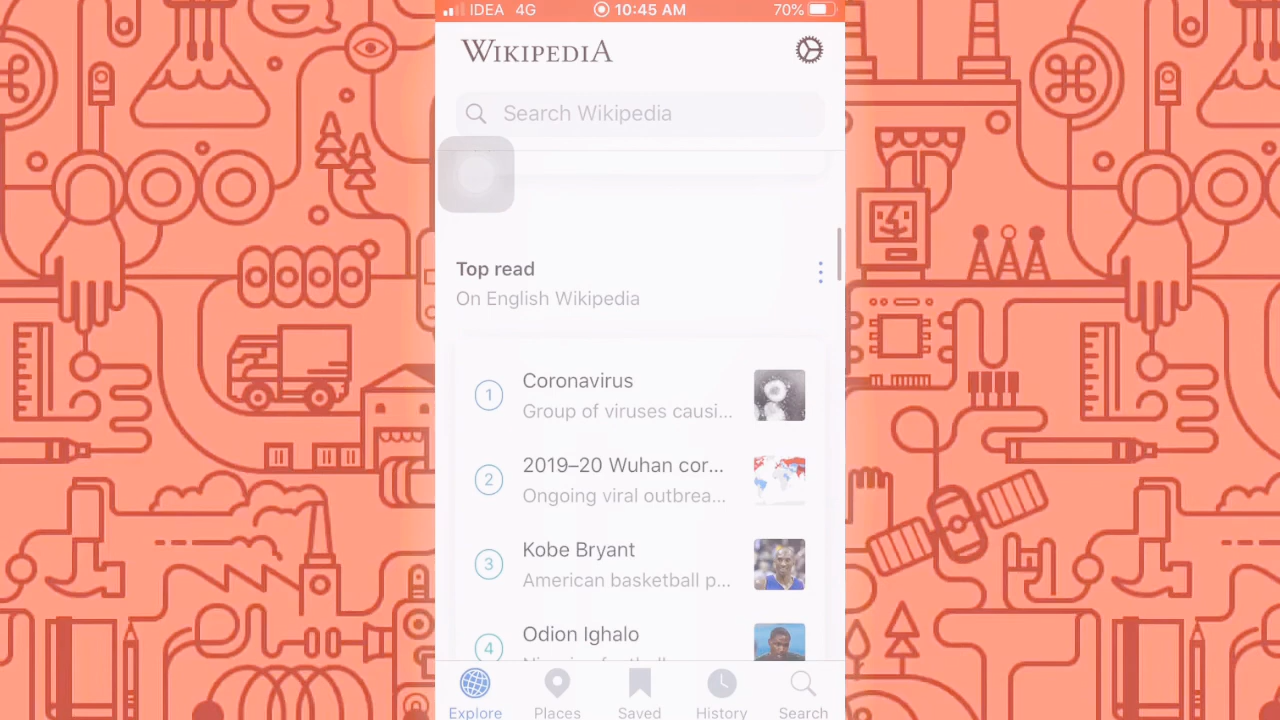 IDEA 4G 10:45 AM 70%
WIKIPEDIA
Search Wikipedia
Top read
On English Wikipedia
1 Coronavirus
Group of viruses causi...
2 2019–20 Wuhan cor...
Ongoing viral outbrea...
3 Kobe Bryant
American basketball p...
4 Odion Ighalo
Explore Places Saved History Search